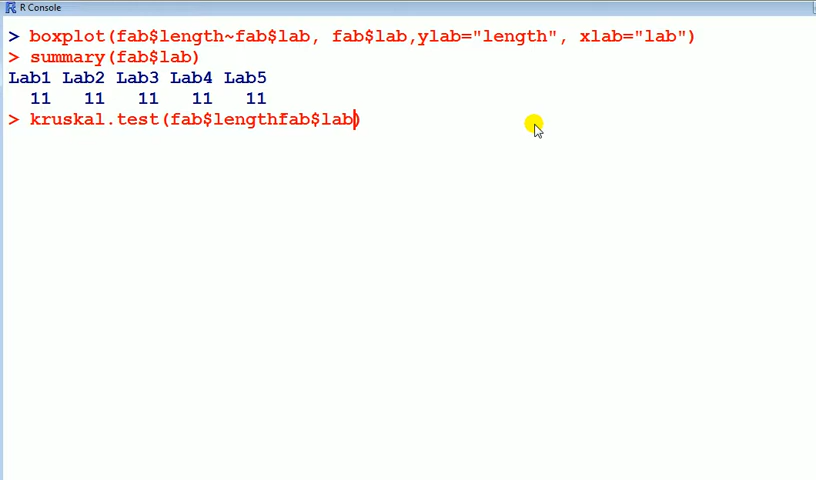 R Console
> boxplot(fab$length~fab$lab, fab$lab,ylab="length", xlab="lab")
> summary(fab$lab)
Lab1 Lab2 Lab3 Lab4 Lab5
11 11 11 11 11
> kruskal.test(fab$lengthfab$lab)